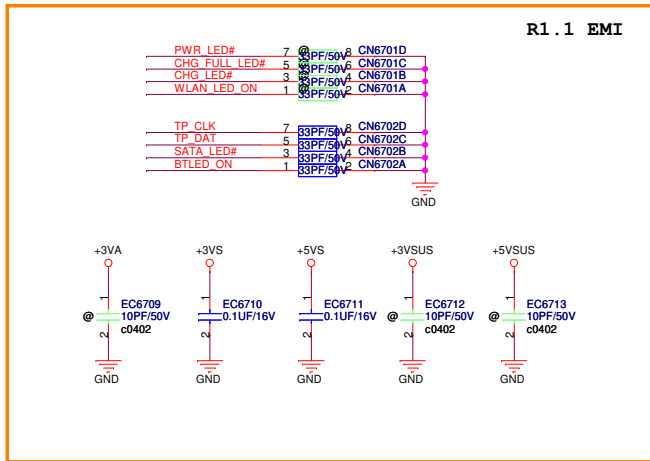 R1.1 EMI
PWR_LED# 7 @ 33PF/50V 8 CN6701D
CHG_FULL_LED# 5 33PF/50V 6 CN6701C
CHG_LED# 3 33PF/50V 4 CN6701B
WLAN_LED_ON 1 33PF/50V 2 CN6701A
TP_CLK 7 33PF/50V 8 CN6702D
TP_DAT 5 33PF/50V 6 CN6702C
SATA_LED# 3 33PF/50V 4 CN6702B
BTLED_ON 1 33PF/50V 2 CN6702A
GND
+3VA +3VS +5VS +3VSUS +5VSUS
1 1 1 1 1
EC6709 EC6710 EC6711 EC6712 EC6713
@ 10PF/50V 0.1UF/16V 0.1UF/16V @ 10PF/50V @ 10PF/50V
c0402 c0402 c0402
2 2 2 2 2
GND GND GND GND GND